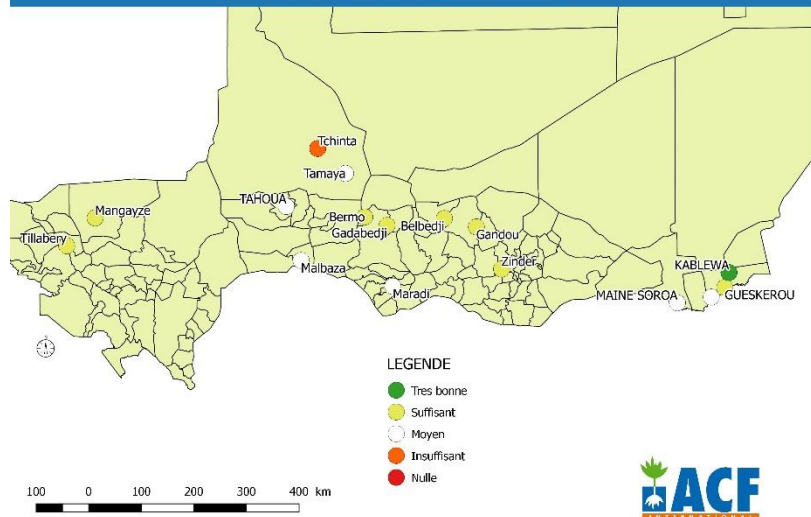 Tchinta
Tamaya
TAHOUA
Mangayze
Bermo
Gadabedji
Belbedji
Gandou
Tillabery
Malbaza
Zinder
Maradi
KABLEWA
MAINE SOROA
GUESKEROU
LEGENDE
Tres bonne
Suffisant
Moyen
Insuffisant
Nulle
100 0 100 200 300 400 km
ACF
INTERNATIONAL